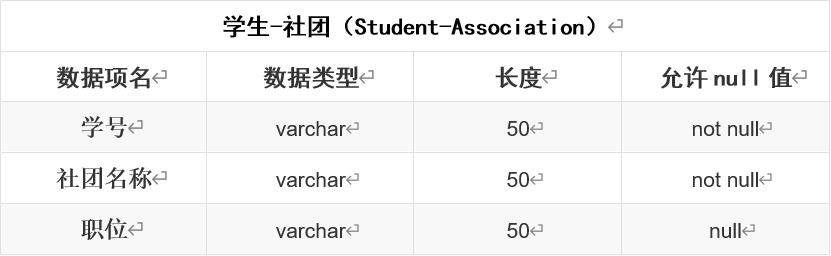 学生-社团（Student-Association）
数据项名 数据类型 长度 允许 null 值
学号 varchar 50 not null
社团名称 varchar 50 not null
职位 varchar 50 null